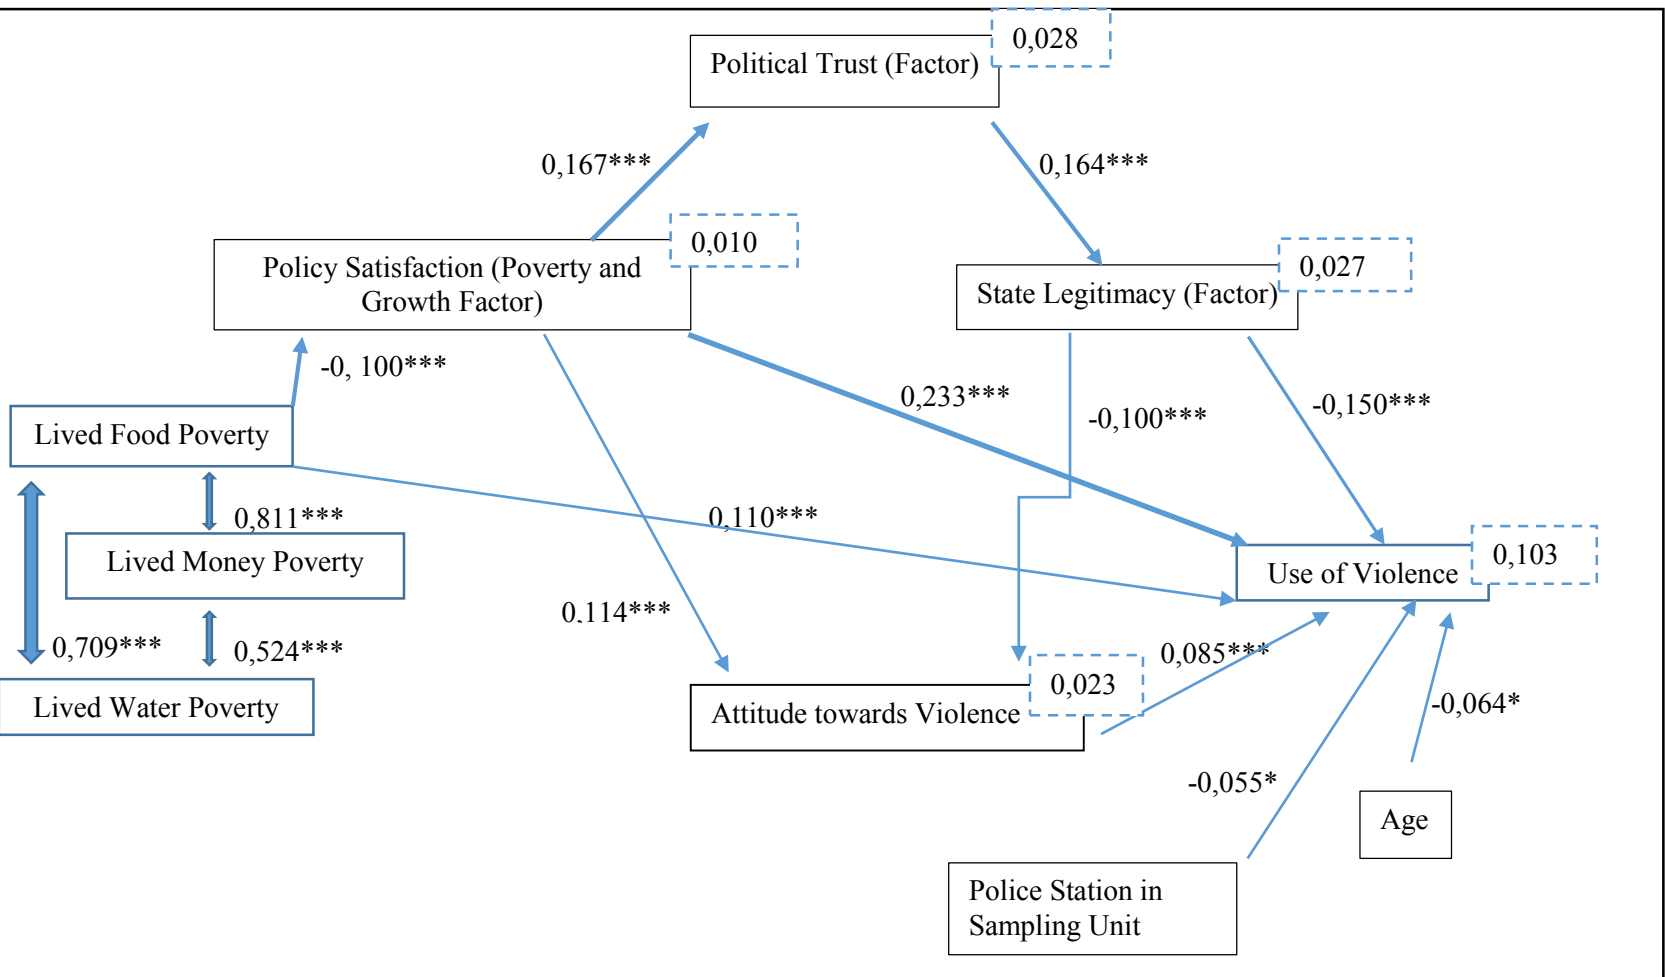 0,028
Political Trust (Factor)
0,167***
0,164***
0,010
Policy Satisfaction (Poverty and
Growth Factor)
0,027
State Legitimacy (Factor)
-0, 100***
0,233***
-0,100***
-0,150***
Lived Food Poverty
0,811***
0,110***
Lived Money Poverty
0,103
Use of Violence
0,114***
0,709***
0,524***
0,085***
Lived Water Poverty
0,023
Attitude towards Violence
-0,064*
-0,055*
Age
Police Station in
Sampling Unit